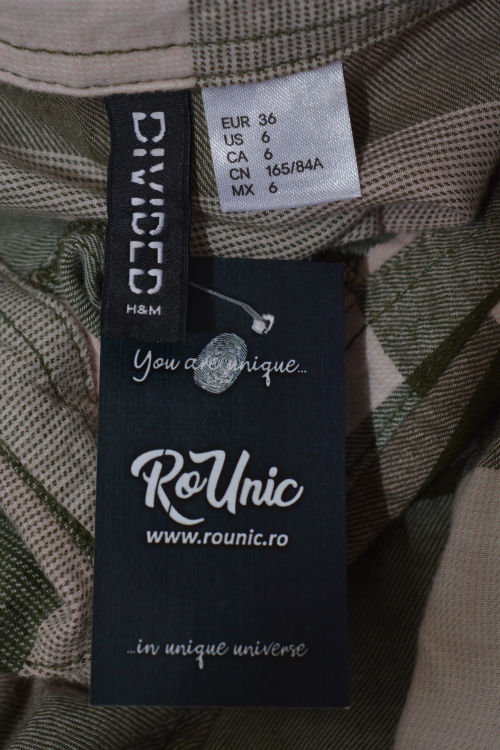 DIVIDED
H&M
EUR 36
US 6
CA 6
CN 165/84A
MX 6
You are unique...
RoUnic
www.rounic.ro
...in unique universe